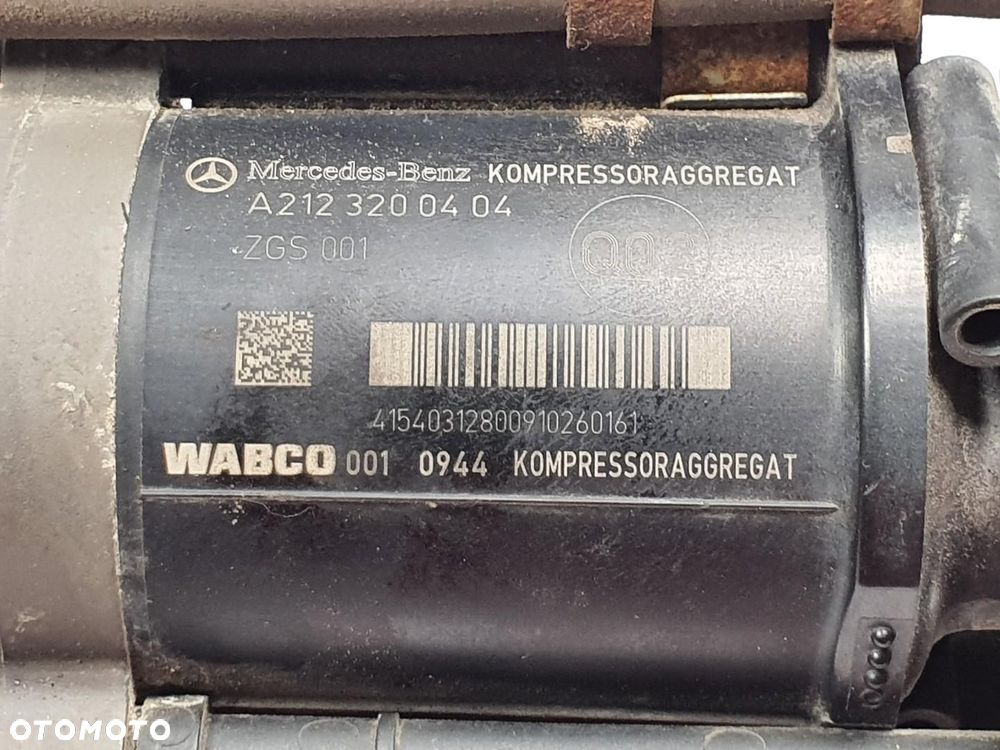 Mercedes-Benz KOMPRESSORAGGREGAT
A212 320 04 04
ZGS 001
41540312800910260161
WABCO 001 0944 KOMPRESSORAGGREGAT
OTOMOTO